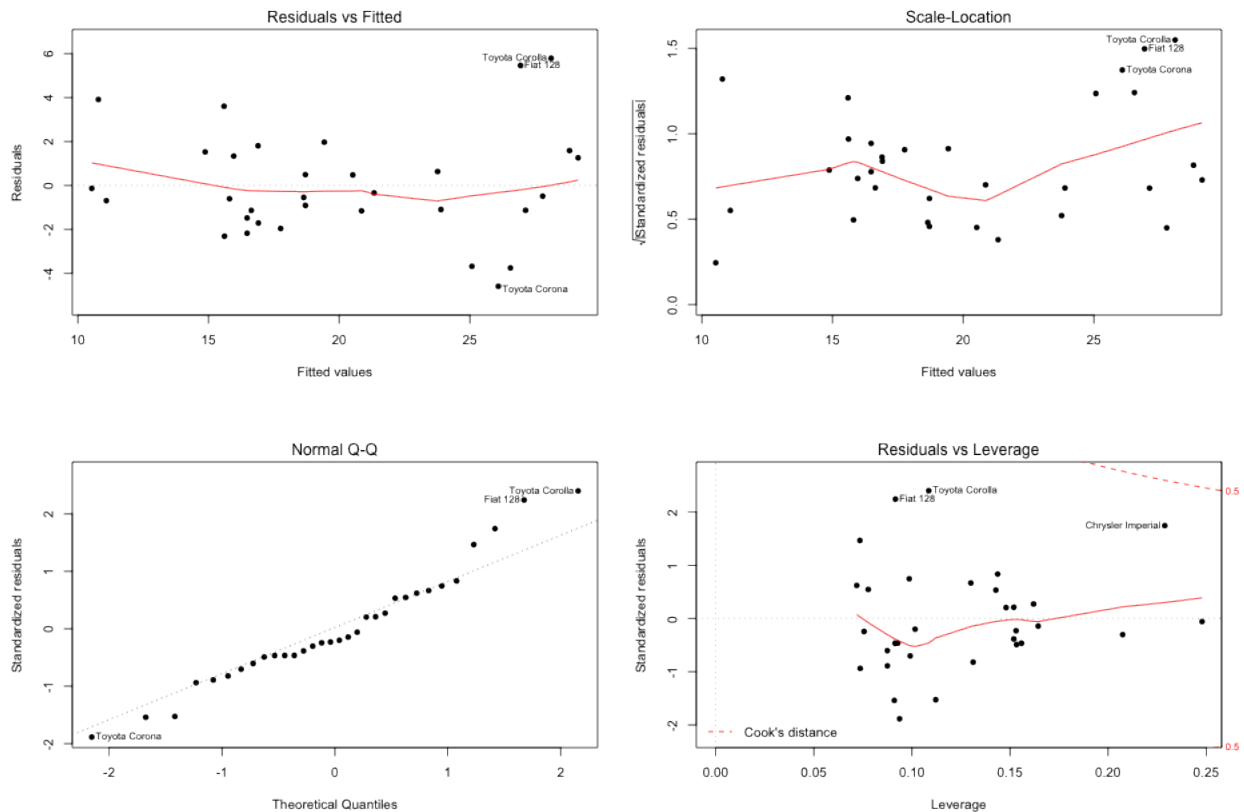 Residuals vs Fitted
Residuals
6
4
2
0
-2
-4
Toyota Corolla
Fiat 128
Toyota Corona
10 15 20 25
Fitted values
Scale-Location
√|Standardized residuals|
1.5
1.0
0.5
0.0
Toyota Corolla
Fiat 128
Toyota Corona
10 15 20 25
Fitted values
Normal Q-Q
Standardized residuals
2
1
0
-1
-2
Toyota Corolla
Fiat 128
Toyota Corona
-2 -1 0 1 2
Theoretical Quantiles
Residuals vs Leverage
Standardized residuals
2
1
0
-1
-2
Toyota Corolla
Fiat 128
Chrysler Imperial
0.5
0.5
Cook's distance
0.00 0.05 0.10 0.15 0.20 0.25
Leverage